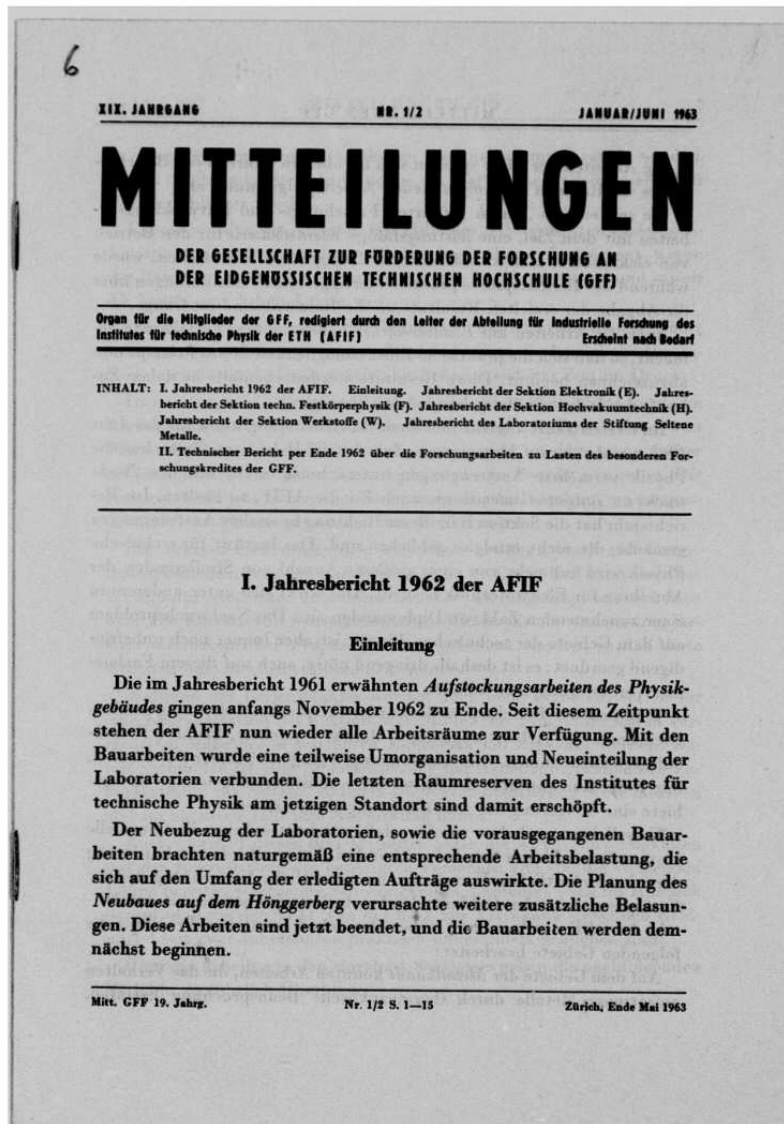 6
XIX. JAHRGANG NR. 1/2 JANUAR/JUNI 1963
MITTEILUNGEN
DER GESELLSCHAFT ZUR FÖRDERUNG DER FORSCHUNG AN
DER EIDGENÖSSISCHEN TECHNISCHEN HOCHSCHULE (GFF)
Organ für die Mitglieder der GFF, redigiert durch den Leiter der Abteilung für Industrielle Forschung des
Institutes für technische Physik der ETH (AFIF) Erscheint nach Bedarf
INHALT: I. Jahresbericht 1962 der AFIF. Einleitung. Jahresbericht der Sektion Elektronik (E). Jahres-
bericht der Sektion techn. Festkörperphysik (F). Jahresbericht der Sektion Hochvakuumtechnik (H).
Jahresbericht der Sektion Werkstoffe (W). Jahresbericht des Laboratoriums der Stiftung Seltene
Metalle.
II. Technischer Bericht per Ende 1962 über die Forschungsarbeiten zu Lasten des besonderen For-
schungskredites der GFF.
I. Jahresbericht 1962 der AFIF
Einleitung
Die im Jahresbericht 1961 erwähnten Aufstockungsarbeiten des Physik-
gebäudes gingen anfangs November 1962 zu Ende. Seit diesem Zeitpunkt
stehen der AFIF nun wieder alle Arbeitsräume zur Verfügung. Mit den
Bauarbeiten wurde eine teilweise Umorganisation und Neueinteilung der
Laboratorien verbunden. Die letzten Raumreserven des Institutes für
technische Physik am jetzigen Standort sind damit erschöpft.
Der Neubezug der Laboratorien, sowie die vorausgegangenen Bauar-
beiten brachten naturgemäß eine entsprechende Arbeitsbelastung, die
sich auf den Umfang der erledigten Aufträge auswirkte. Die Planung des
Neubaues auf dem Hönggerberg verursachte weitere zusätzliche Belasun-
gen. Diese Arbeiten sind jetzt beendet, und die Bauarbeiten werden dem-
nächst beginnen.
Mitt. GFF 19. Jahrg. Nr. 1/2 S. 1—15 Zürich, Ende Mai 1963